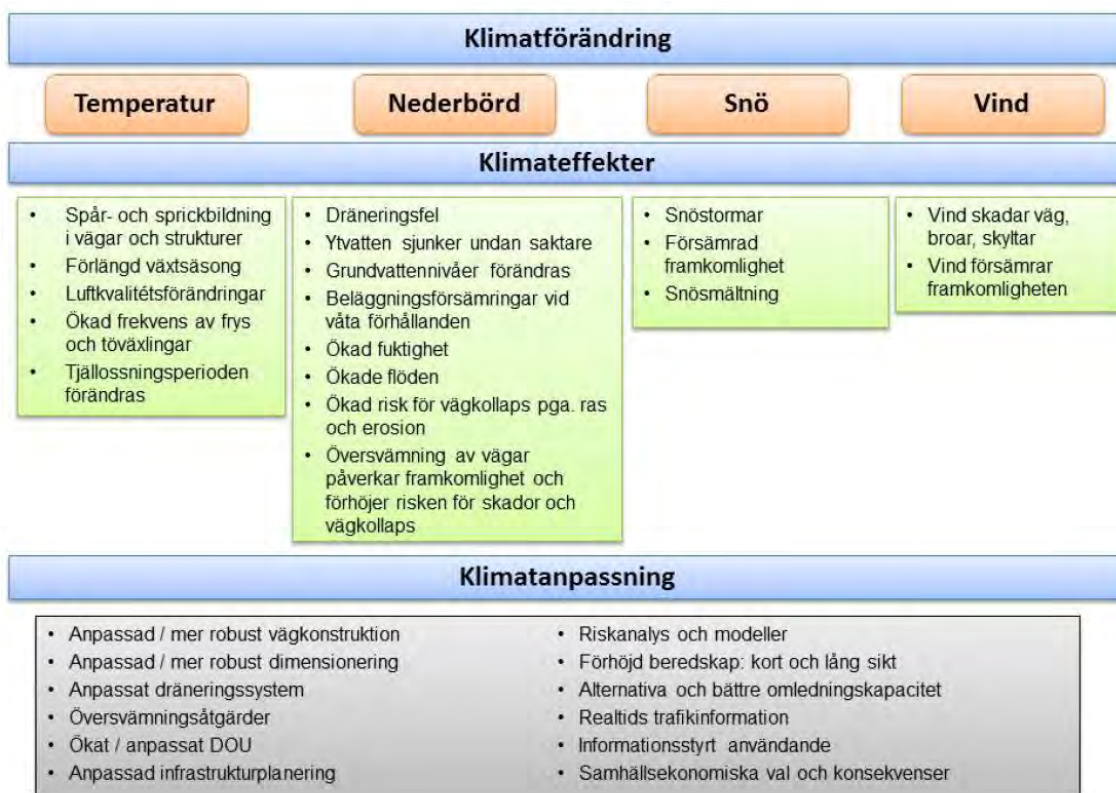 Klimatförändring
Temperatur
Nederbörd
Snö
Vind
Klimateffekter
• Spår- och sprickbildning
i vägar och strukturer
• Förlängd växtsäsong
• Luftkvalitétsförändringar
• Ökad frekvens av frys
och töväxlingar
• Tjällossningsperioden
förändras
• Dräneringsfel
• Ytvatten sjunker undan saktare
• Grundvattennivåer förändras
• Beläggningsförsämringar vid
våta förhållanden
• Ökad fuktighet
• Ökade flöden
• Ökad risk för vägkollaps pga. ras
och erosion
• Översvämning av vägar
påverkar framkomlighet och
förhöjer risken för skador och
vägkollaps
• Snöstormar
• Försämrad
framkomlighet
• Snösmältning
• Vind skadar väg,
broar, skyltar
• Vind försämrar
framkomligheten
Klimatanpassning
• Anpassad / mer robust vägkonstruktion
• Anpassad / mer robust dimensionering
• Anpassat dräneringssystem
• Översvämningsåtgärder
• Ökat / anpassat DOU
• Anpassad infrastrukturplanering
• Riskanalys och modeller
• Förhöjd beredskap: kort och lång sikt
• Alternativa och bättre omledningskapacitet
• Realtids trafikinformation
• Informationsstyrt användande
• Samhällsekonomiska val och konsekvenser